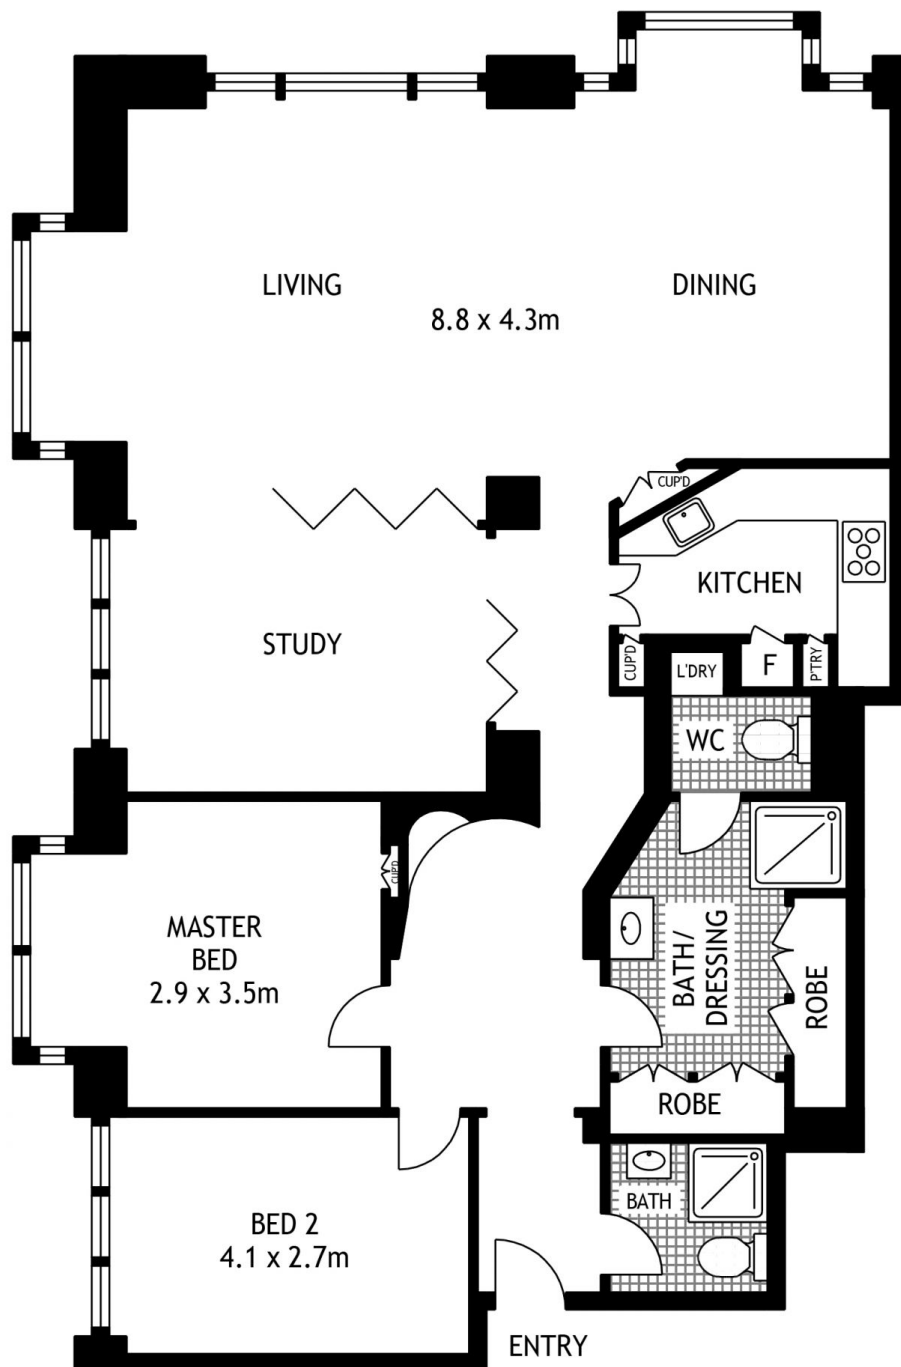 LIVING
DINING
8.8 x 4.3m
CUP'D
KITCHEN
STUDY
CUP'D
L'DRY
F
P'TRY
WC
CUP'D
MASTER
BED
2.9 x 3.5m
BATH/
DRESSING
ROBE
ROBE
BATH
BED 2
4.1 x 2.7m
ENTRY